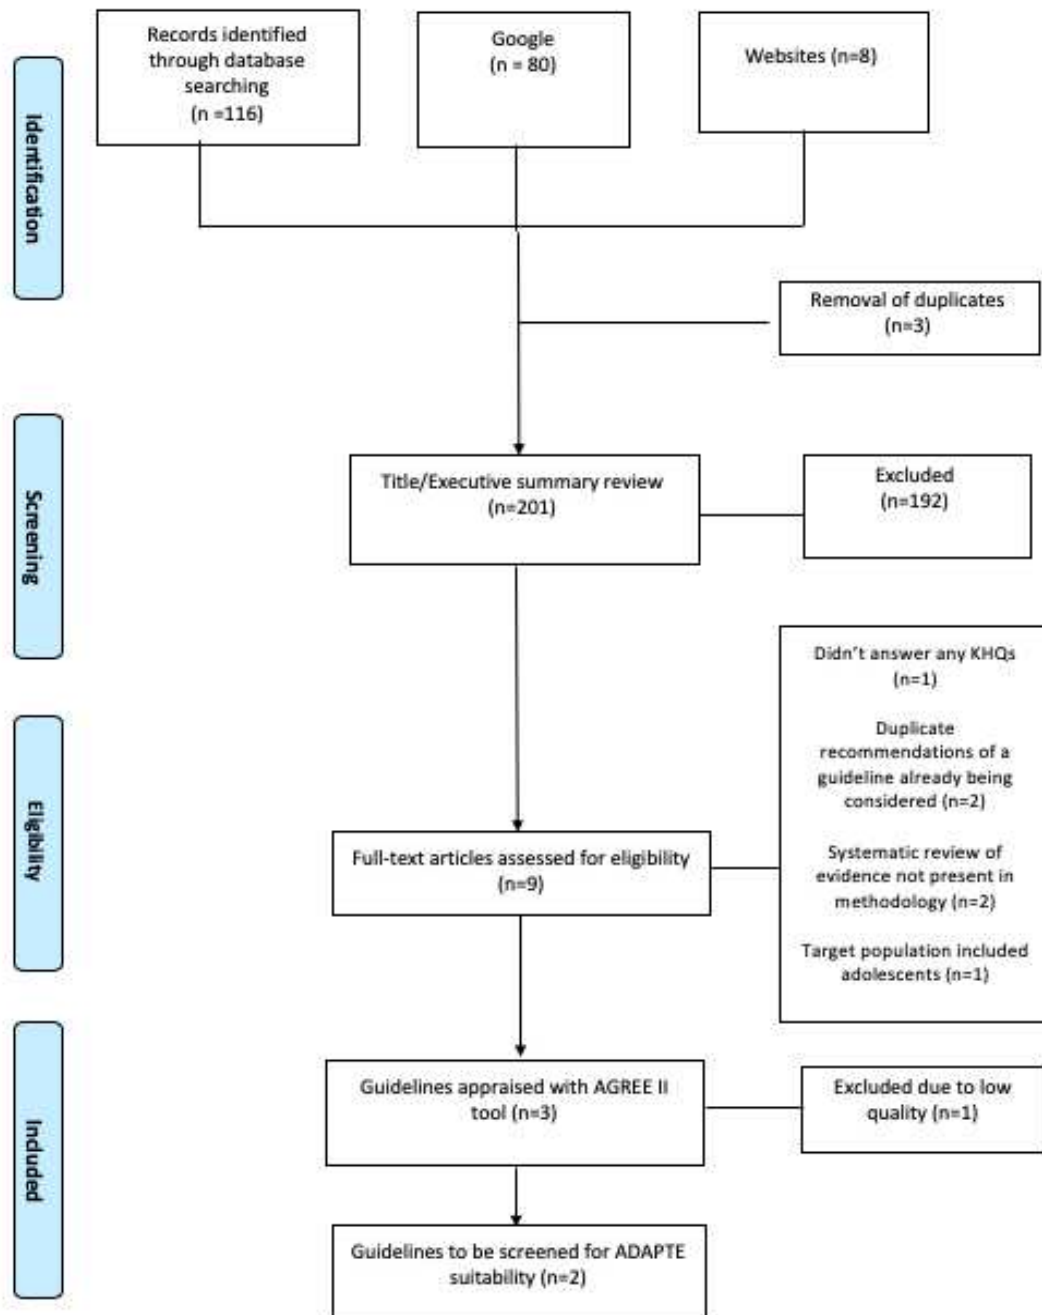 Identification
Records identified
through database
searching
(n =116)
Google
(n = 80)
Websites (n=8)
Removal of duplicates
(n=3)
Screening
Title/Executive summary review
(n=201)
Excluded
(n=192)
Eligibility
Full-text articles assessed for eligibility
(n=9)
Didn't answer any KHQs
(n=1)
Duplicate
recommendations of a
guideline already being
considered (n=2)
Systematic review of
evidence not present in
methodology (n=2)
Target population included
adolescents (n=1)
Included
Guidelines appraised with AGREE II
tool (n=3)
Excluded due to low
quality (n=1)
Guidelines to be screened for ADAPTE
suitability (n=2)